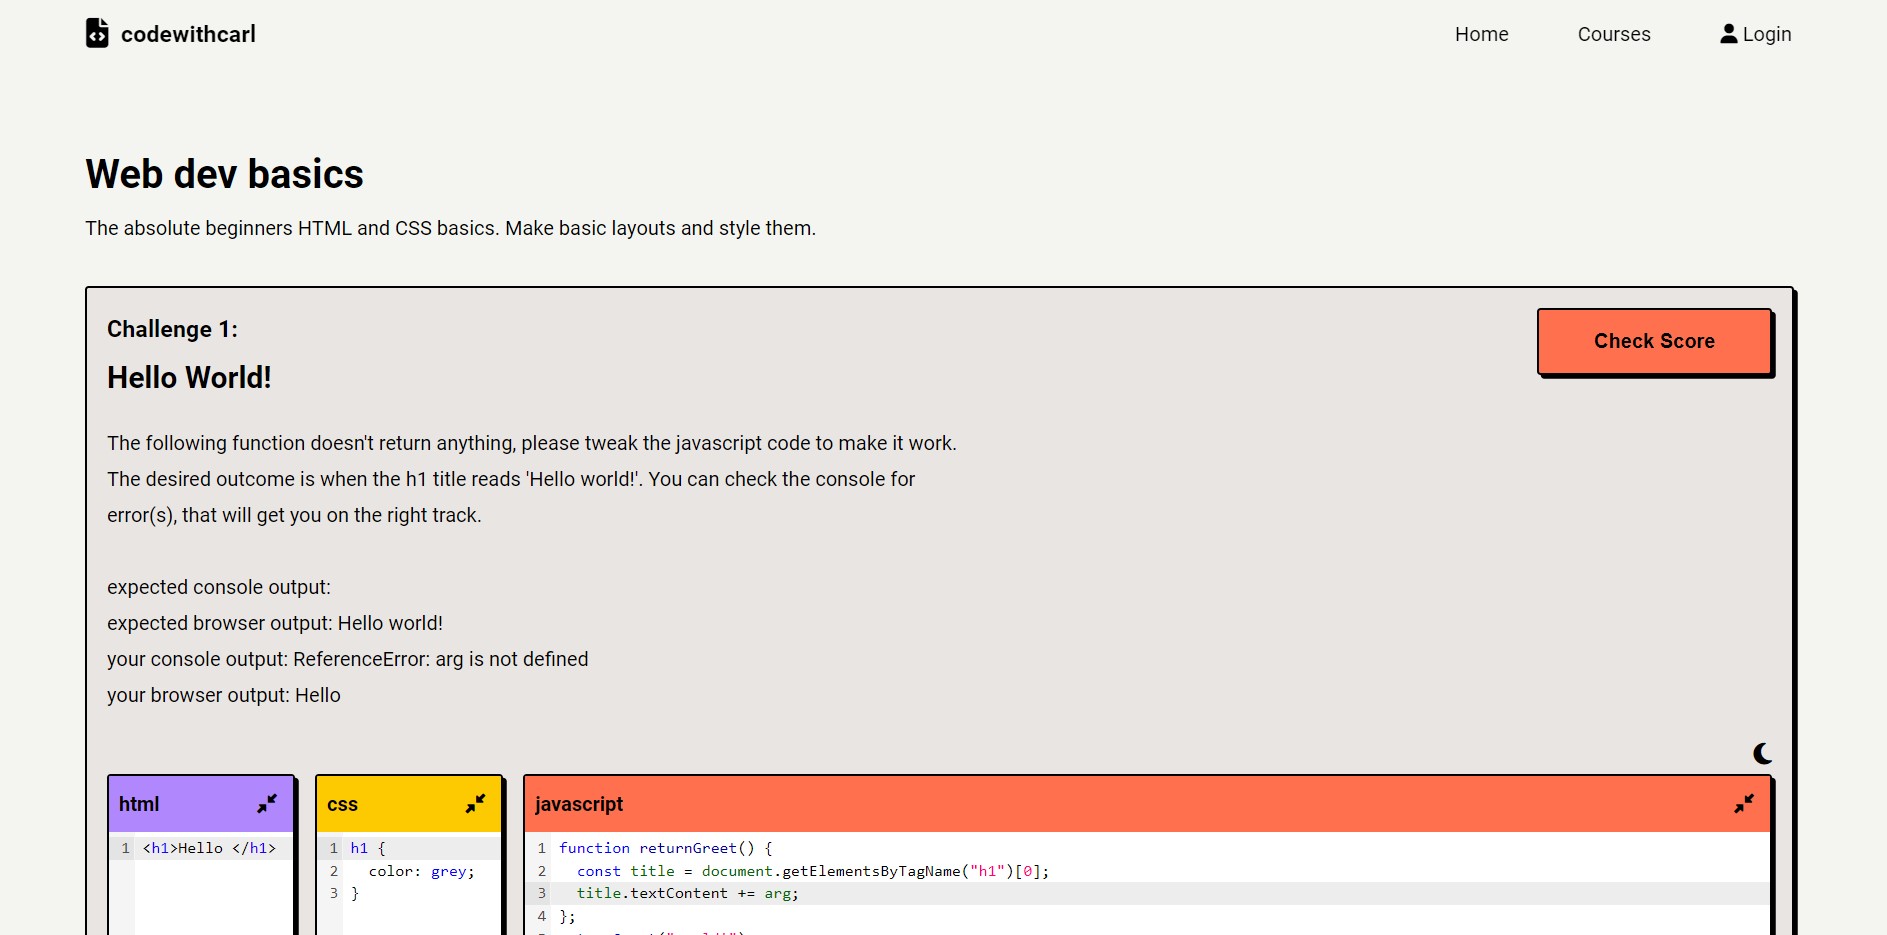 codewithcarl
Home
Courses
Login
Web dev basics
The absolute beginners HTML and CSS basics. Make basic layouts and style them.
Challenge 1:
Check Score
Hello World!
The following function doesn't return anything, please tweak the javascript code to make it work.
The desired outcome is when the h1 title reads 'Hello world!'. You can check the console for
error(s), that will get you on the right track.
expected console output:
expected browser output: Hello world!
your console output: ReferenceError: arg is not defined
your browser output: Hello
html
1 <h1>Hello </h1>
css
1 h1 {
2 color: grey;
3 }
javascript
1 function returnGreet() {
2 const title = document.getElementsByTagName("h1")[0];
3 title.textContent += arg;
4 };